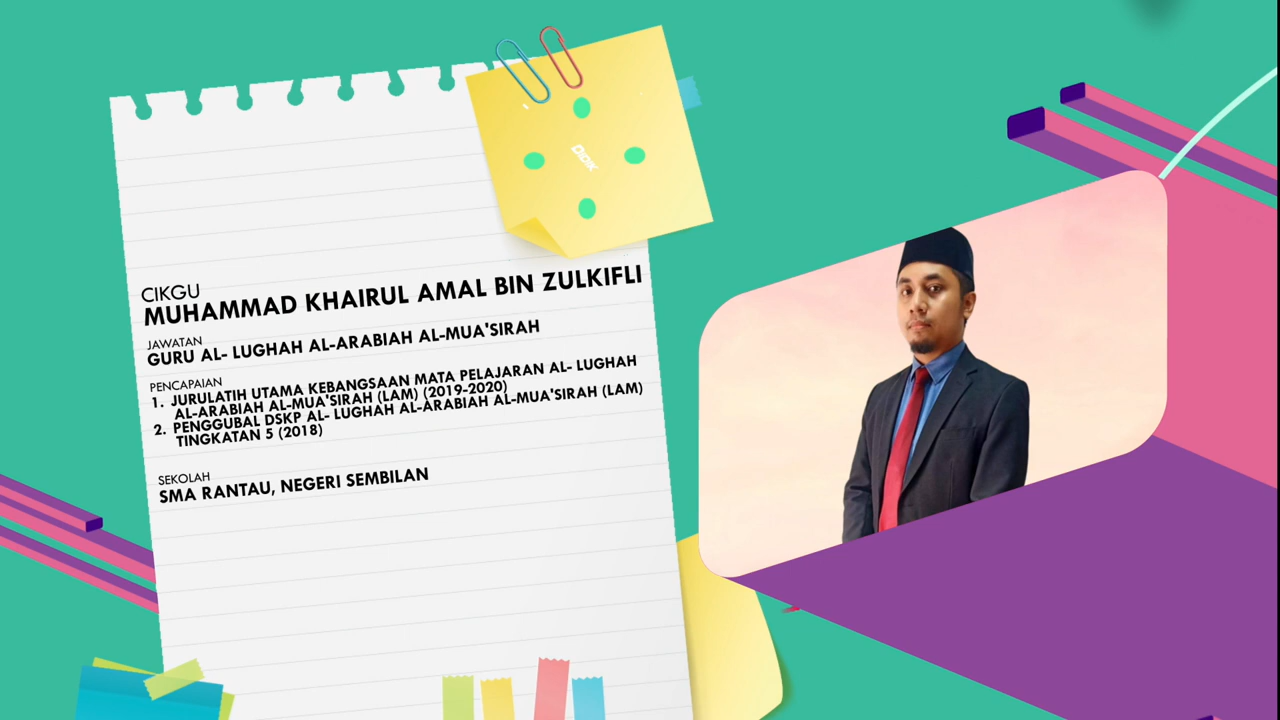 DIDIK
CIKGU
MUHAMMAD KHAIRUL AMAL BIN ZULKIFLI
JAWATAN
GURU AL- LUGHAH AL-ARABIAH AL-MUA'SIRAH
PENCAPAIAN
1. JURULATIH UTAMA KEBANGSAAN MATA PELAJARAN AL- LUGHAH
AL-ARABIAH AL-MUA'SIRAH (LAM) (2019-2020)
2. PENGGUBAL DSKP AL- LUGHAH AL-ARABIAH AL-MUA'SIRAH (LAM)
TINGKATAN 5 (2018)
SEKOLAH
SMA RANTAU, NEGERI SEMBILAN